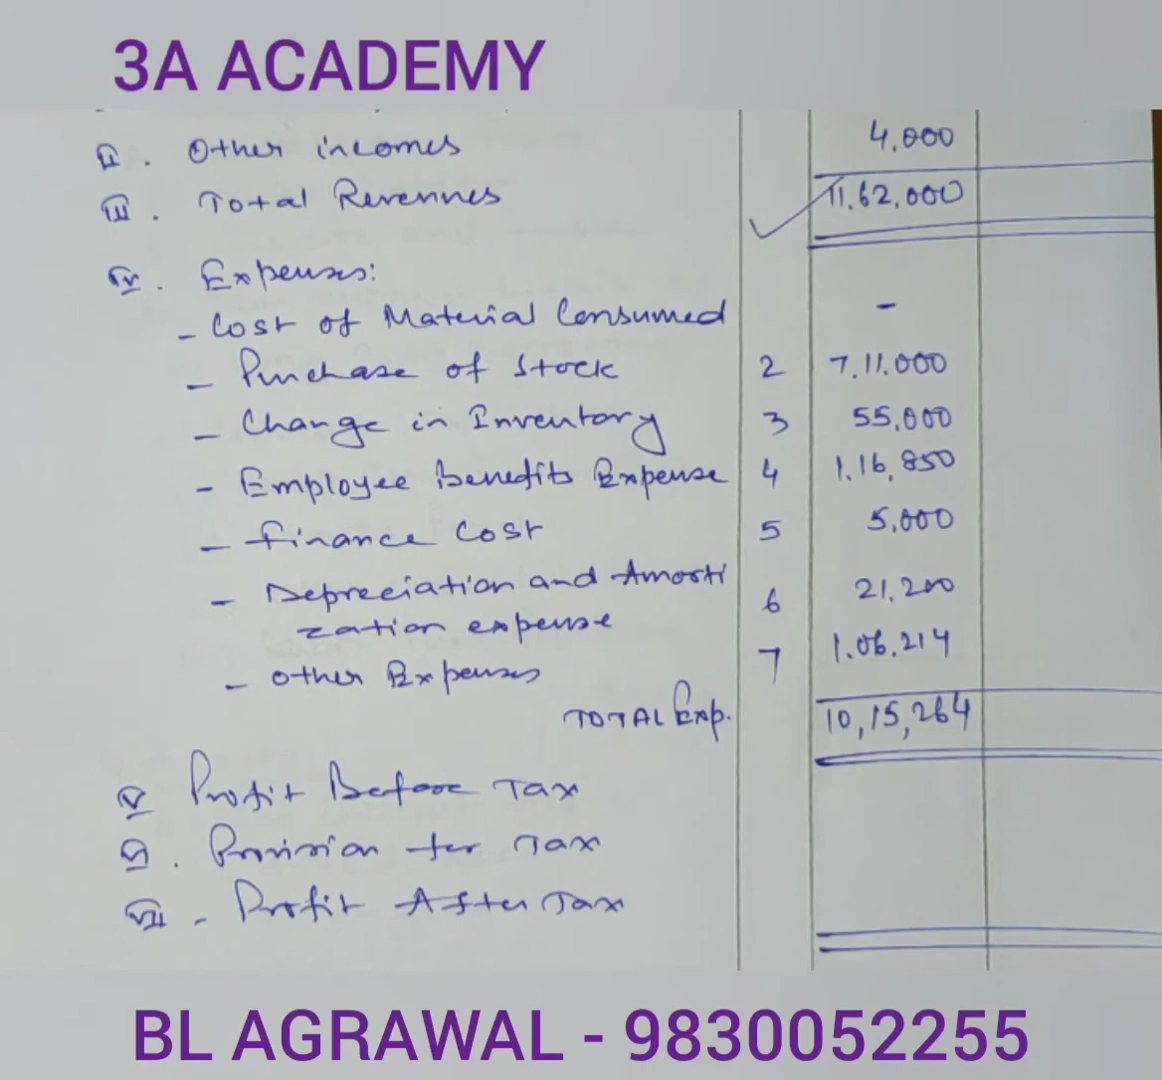 3A ACADEMY
II. Other incomes 4.000
III. Total Revenues 11.62.000
IV. Expenses:
- Cost of Material Consumed -
- Purchase of Stock 2 7.11.000
- Change in Inventory 3 55.000
- Employee Benefits Expense 4 1.16.850
- Finance Cost 5 5.000
- Depreciation and Amorti
zation expense 6 21.200
- Other Expenses 7 1.06.214
TOTAL Exp. 10,15,264
V Profit Before Tax
VI. Provision for Tax
VII. Profit After Tax
BL AGRAWAL - 9830052255